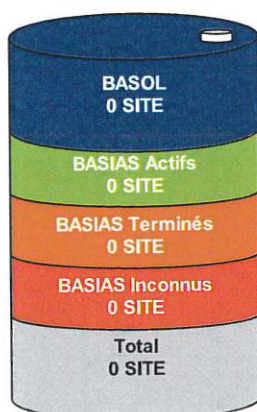 BASOL
0 SITE
BASIAS Actifs
0 SITE
BASIAS Terminés
0 SITE
BASIAS Inconnus
0 SITE
Total
0 SITE